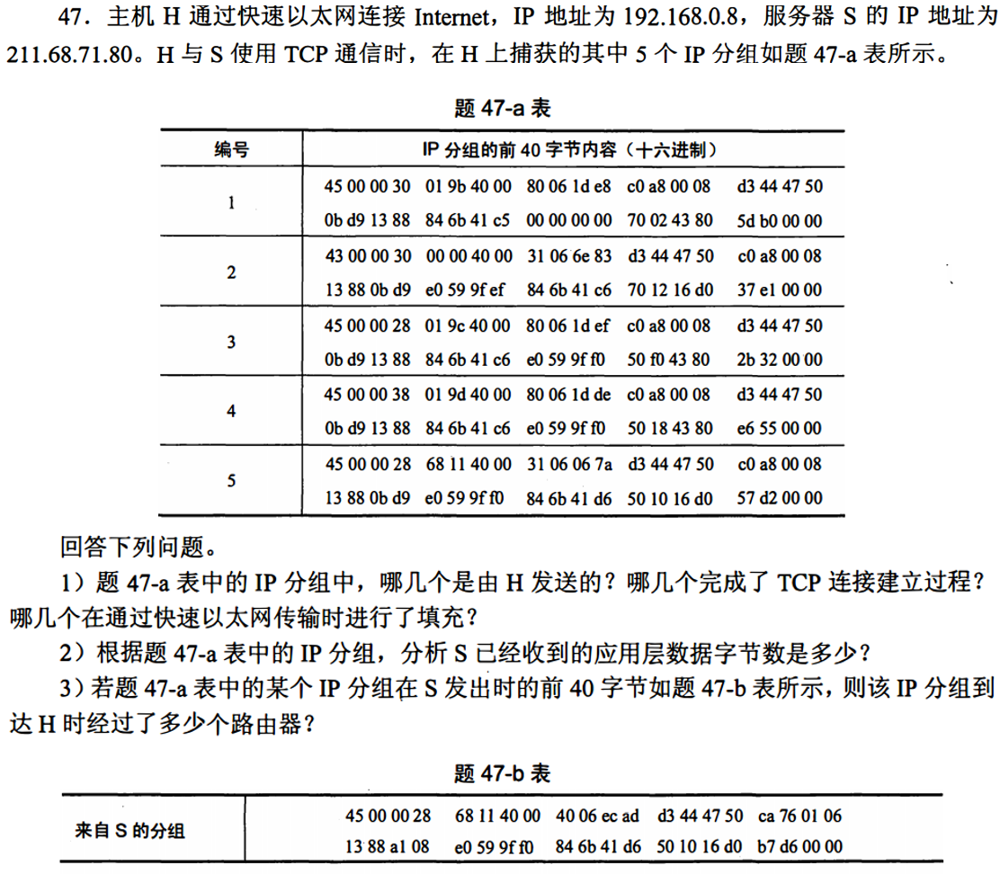 47．主机 H 通过快速以太网连接 Internet，IP 地址为 192.168.0.8，服务器 S 的 IP 地址为
211.68.71.80。H 与 S 使用 TCP 通信时，在 H 上捕获的其中 5 个 IP 分组如题 47-a 表所示。
题 47-a 表
编号 IP 分组的前 40 字节内容（十六进制）
1
45 00 00 30 01 9b 40 00 80 06 1d e8 c0 a8 00 08 d3 44 47 50
0b d9 13 88 84 6b 41 c5 00 00 00 00 70 02 43 80 5d b0 00 00
2
43 00 00 30 00 00 40 00 31 06 6e 83 d3 44 47 50 c0 a8 00 08
13 88 0b d9 e0 59 9f ef 84 6b 41 c6 70 12 16 d0 37 e1 00 00
3
45 00 00 28 01 9c 40 00 80 06 1d ef c0 a8 00 08 d3 44 47 50
0b d9 13 88 84 6b 41 c6 e0 59 9f f0 50 f0 43 80 2b 32 00 00
4
45 00 00 38 01 9d 40 00 80 06 1d de c0 a8 00 08 d3 44 47 50
0b d9 13 88 84 6b 41 c6 e0 59 9f f0 50 18 43 80 e6 55 00 00
5
45 00 00 28 68 11 40 00 31 06 06 7a d3 44 47 50 c0 a8 00 08
13 88 0b d9 e0 59 9f f0 84 6b 41 d6 50 10 16 d0 57 d2 00 00
回答下列问题。
1）题 47-a 表中的 IP 分组中，哪几个是由 H 发送的？哪几个完成了 TCP 连接建立过程？
哪几个在通过快速以太网传输时进行了填充？
2）根据题 47-a 表中的 IP 分组，分析 S 已经收到的应用层数据字节数是多少？
3）若题 47-a 表中的某个 IP 分组在 S 发出时的前 40 字节如题 47-b 表所示，则该 IP 分组到
达 H 时经过了多少个路由器？
题 47-b 表
来自 S 的分组
45 00 00 28 68 11 40 00 40 06 ec ad d3 44 47 50 ca 76 01 06
13 88 a1 08 e0 59 9f f0 84 6b 41 d6 50 10 16 d0 b7 d6 00 00